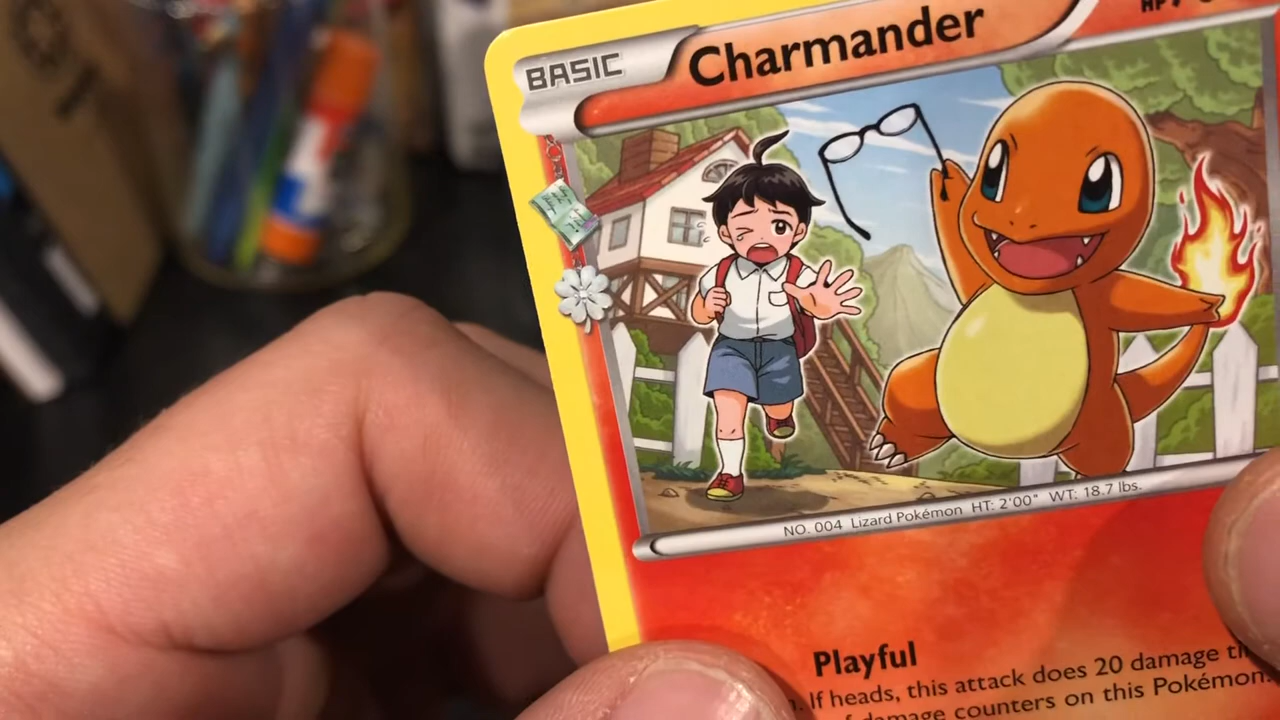 BASIC Charmander HP
NO. 004 Lizard Pokémon HT: 2'00" WT: 18.7 lbs.
Playful
If heads, this attack does 20 damage
damage counters on this Pokémon.